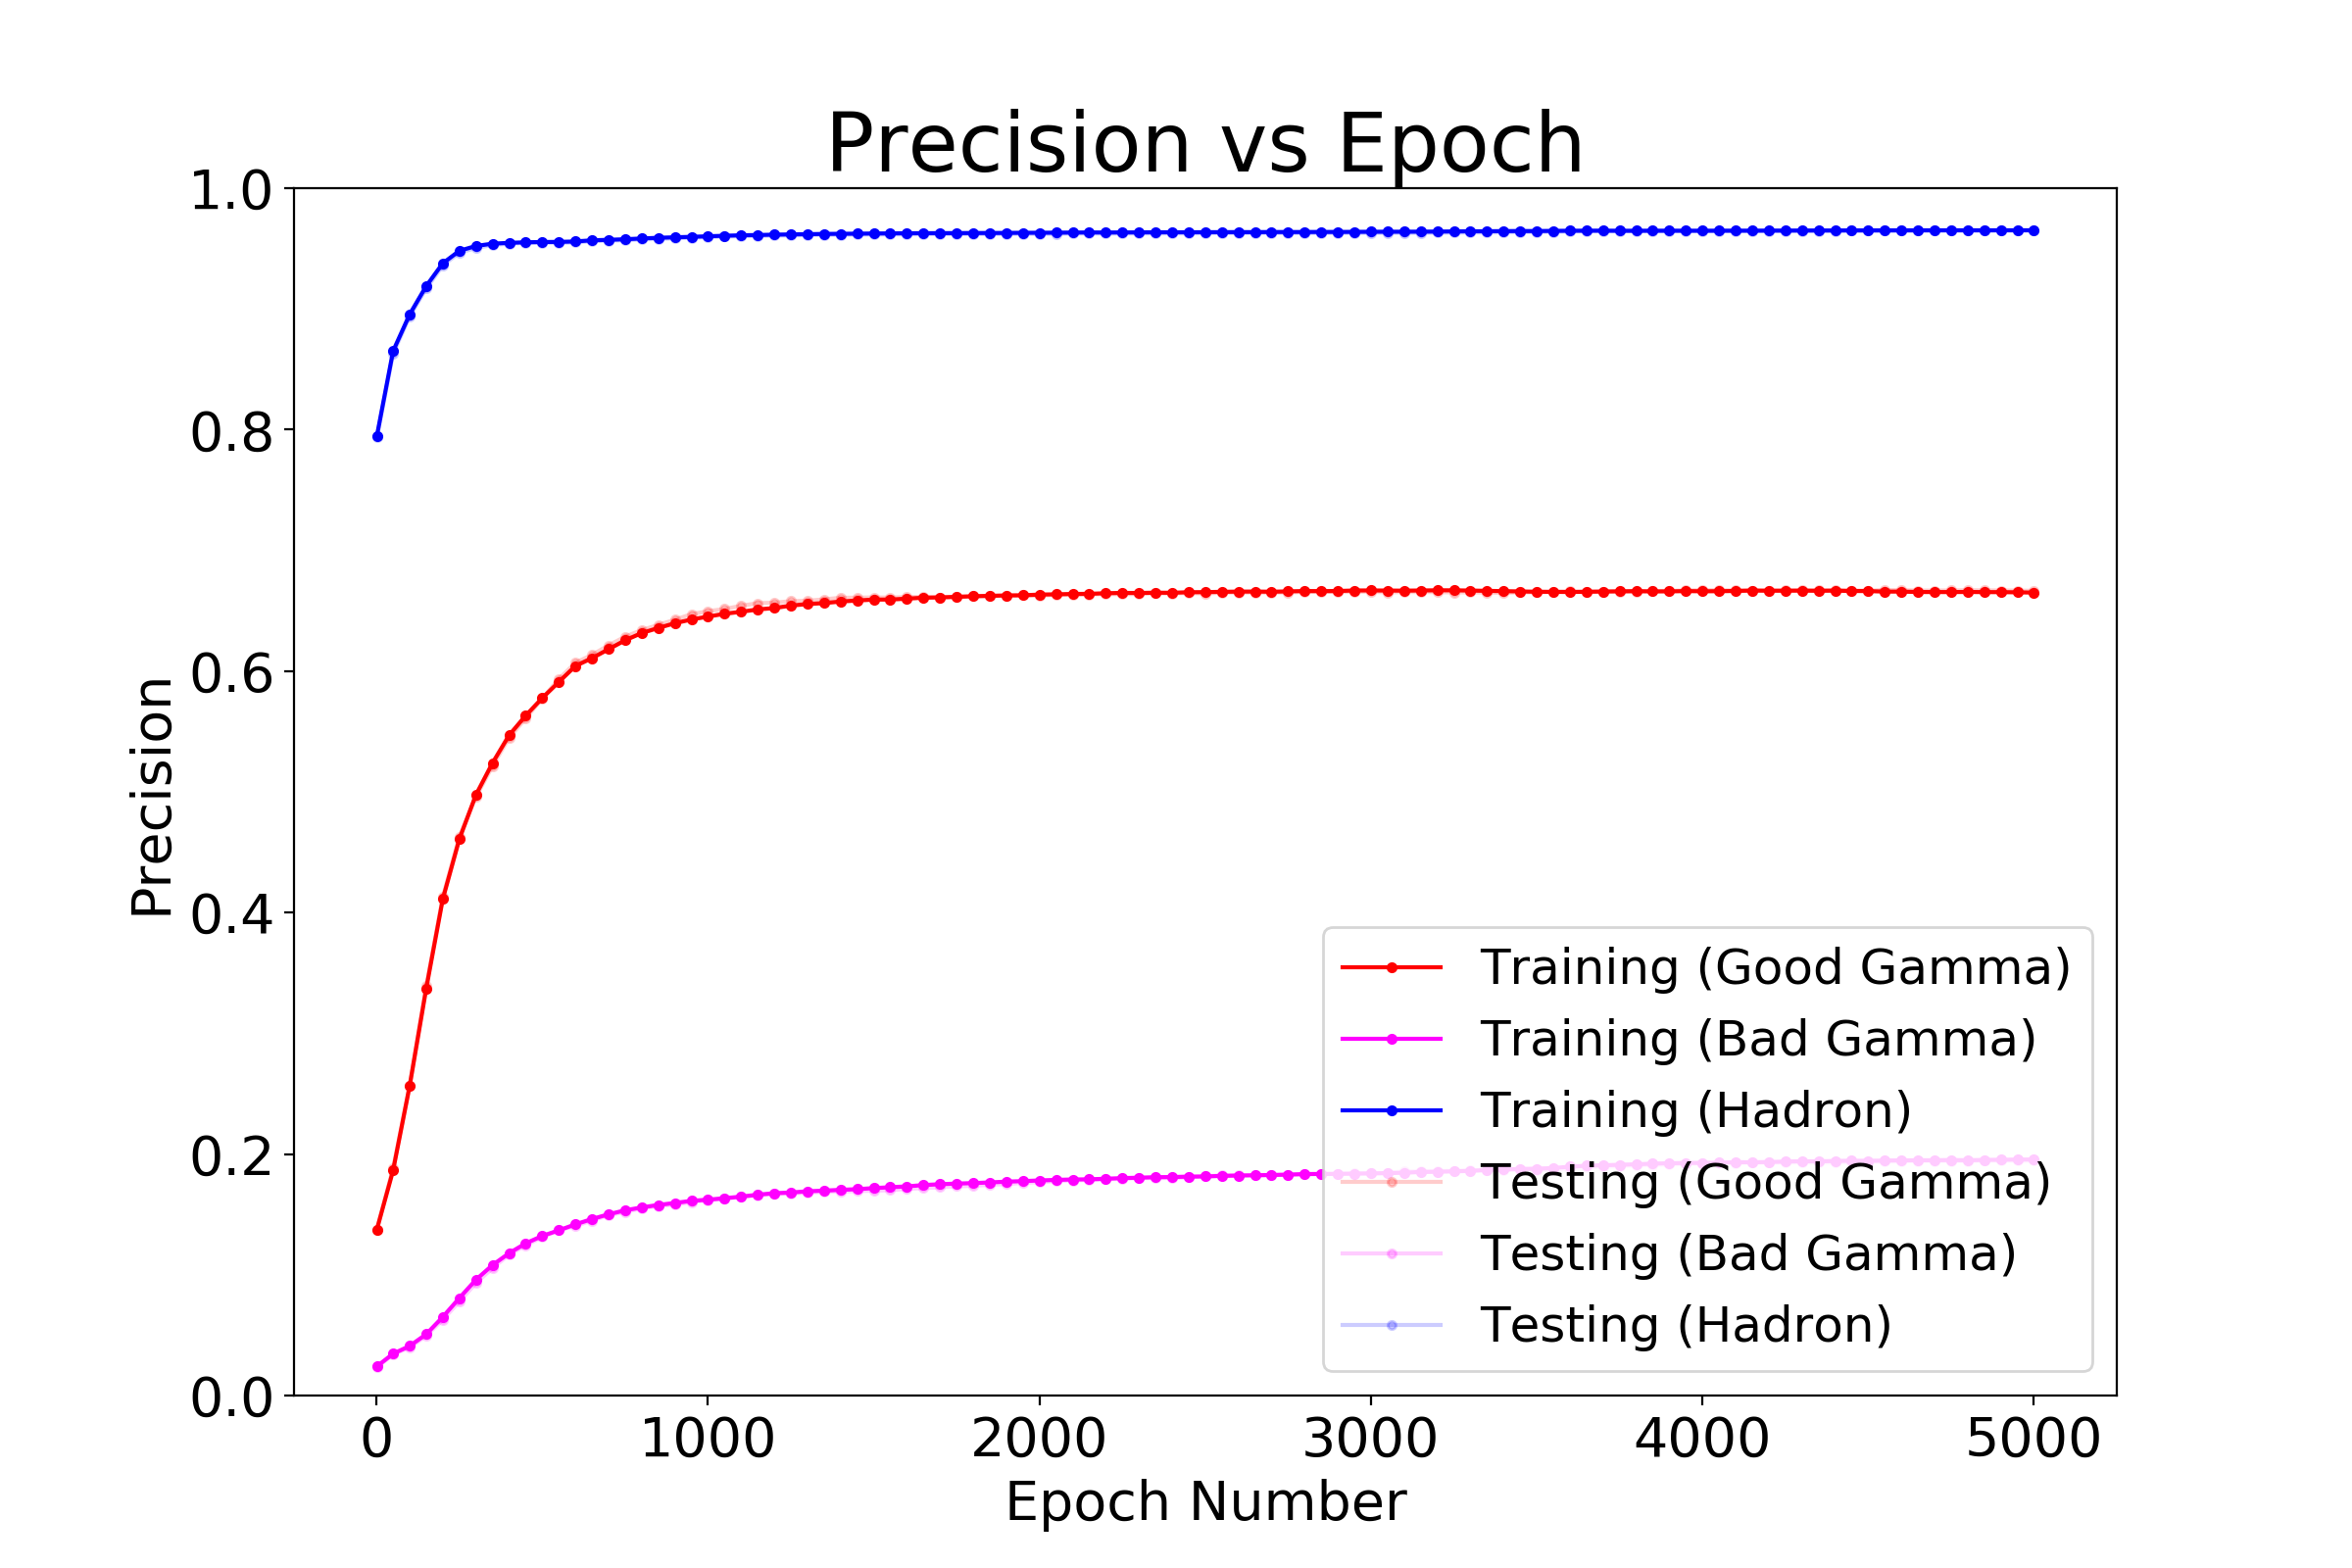 Precision vs Epoch
1.0
0.8
0.6
0.4
0.2
0.0
Precision
Training (Good Gamma)
Training (Bad Gamma)
Training (Hadron)
Testing (Good Gamma)
Testing (Bad Gamma)
Testing (Hadron)
0 1000 2000 3000 4000 5000
Epoch Number